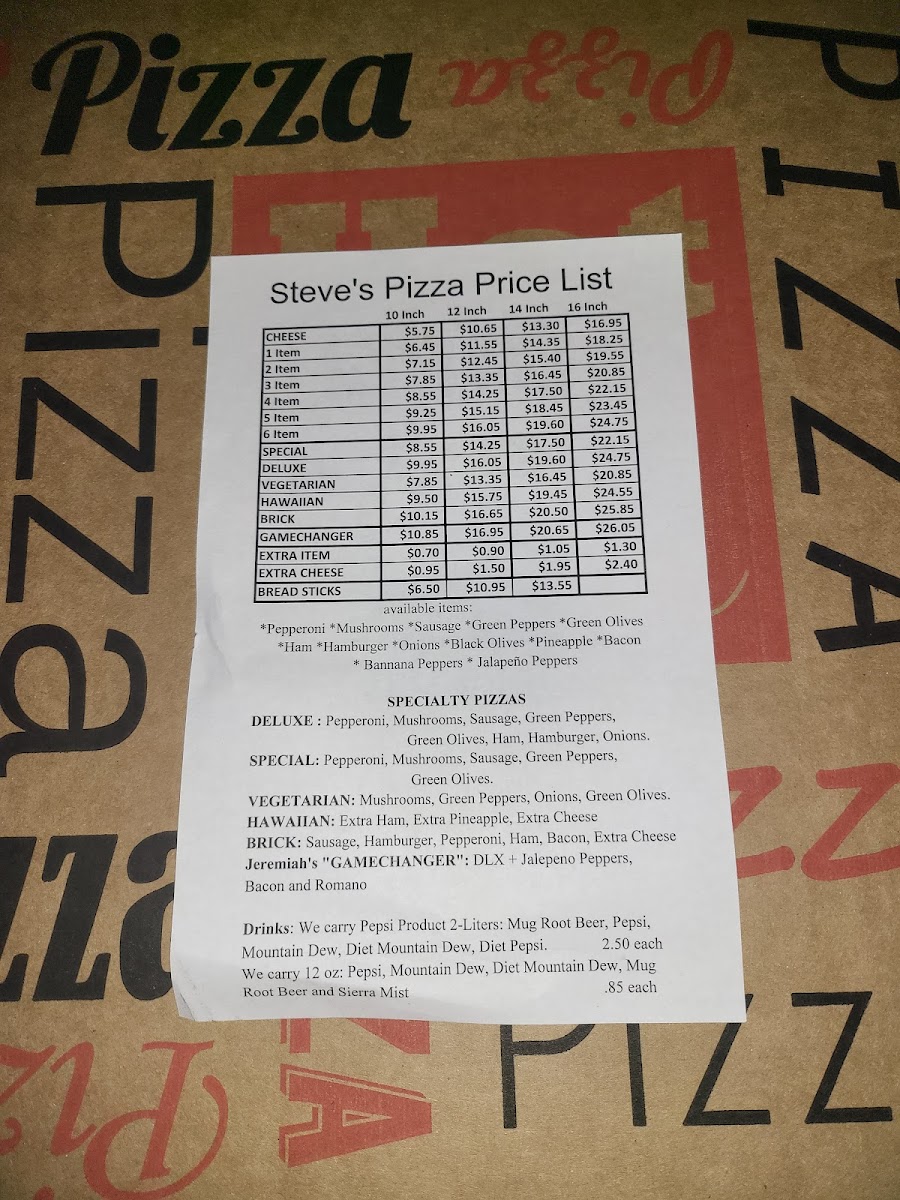 Pizza
Pizza
PIZZA
Pizza
Hot
Steve's Pizza Price List
10 Inch 12 Inch 14 Inch 16 Inch
CHEESE $5.75 $10.65 $13.30 $16.95
1 Item $6.45 $11.55 $14.35 $18.25
2 Item $7.15 $12.45 $15.40 $19.55
3 Item $7.85 $13.35 $16.45 $20.85
4 Item $8.55 $14.25 $17.50 $22.15
5 Item $9.25 $15.15 $18.45 $23.45
6 Item $9.95 $16.05 $19.60 $24.75
SPECIAL $8.55 $14.25 $17.50 $22.15
DELUXE $9.95 $16.05 $19.60 $24.75
VEGETARIAN $7.85 $13.35 $16.45 $20.85
HAWAIIAN $9.50 $15.75 $19.45 $24.55
BRICK $10.15 $16.65 $20.50 $25.85
GAMECHANGER $10.85 $16.95 $20.65 $26.05
EXTRA ITEM $0.70 $0.90 $1.05 $1.30
EXTRA CHEESE $0.95 $1.50 $1.95 $2.40
BREAD STICKS $6.50 $10.95 $13.55
available items:
*Pepperoni *Mushrooms *Sausage *Green Peppers *Green Olives
*Ham *Hamburger *Onions *Black Olives *Pineapple *Bacon
* Bannana Peppers * Jalapeño Peppers
SPECIALTY PIZZAS
DELUXE : Pepperoni, Mushrooms, Sausage, Green Peppers,
Green Olives, Ham, Hamburger, Onions.
SPECIAL: Pepperoni, Mushrooms, Sausage, Green Peppers,
Green Olives.
VEGETARIAN: Mushrooms, Green Peppers, Onions, Green Olives.
HAWAIIAN: Extra Ham, Extra Pineapple, Extra Cheese
BRICK: Sausage, Hamburger, Pepperoni, Ham, Bacon, Extra Cheese
Jeremiah's "GAMECHANGER": DLX + Jalepeno Peppers,
Bacon and Romano
Drinks: We carry Pepsi Product 2-Liters: Mug Root Beer, Pepsi,
Mountain Dew, Diet Mountain Dew, Diet Pepsi. 2.50 each
We carry 12 oz: Pepsi, Mountain Dew, Diet Mountain Dew, Mug
Root Beer and Sierra Mist .85 each
zza
zz
ZA
Piz
PIZZ